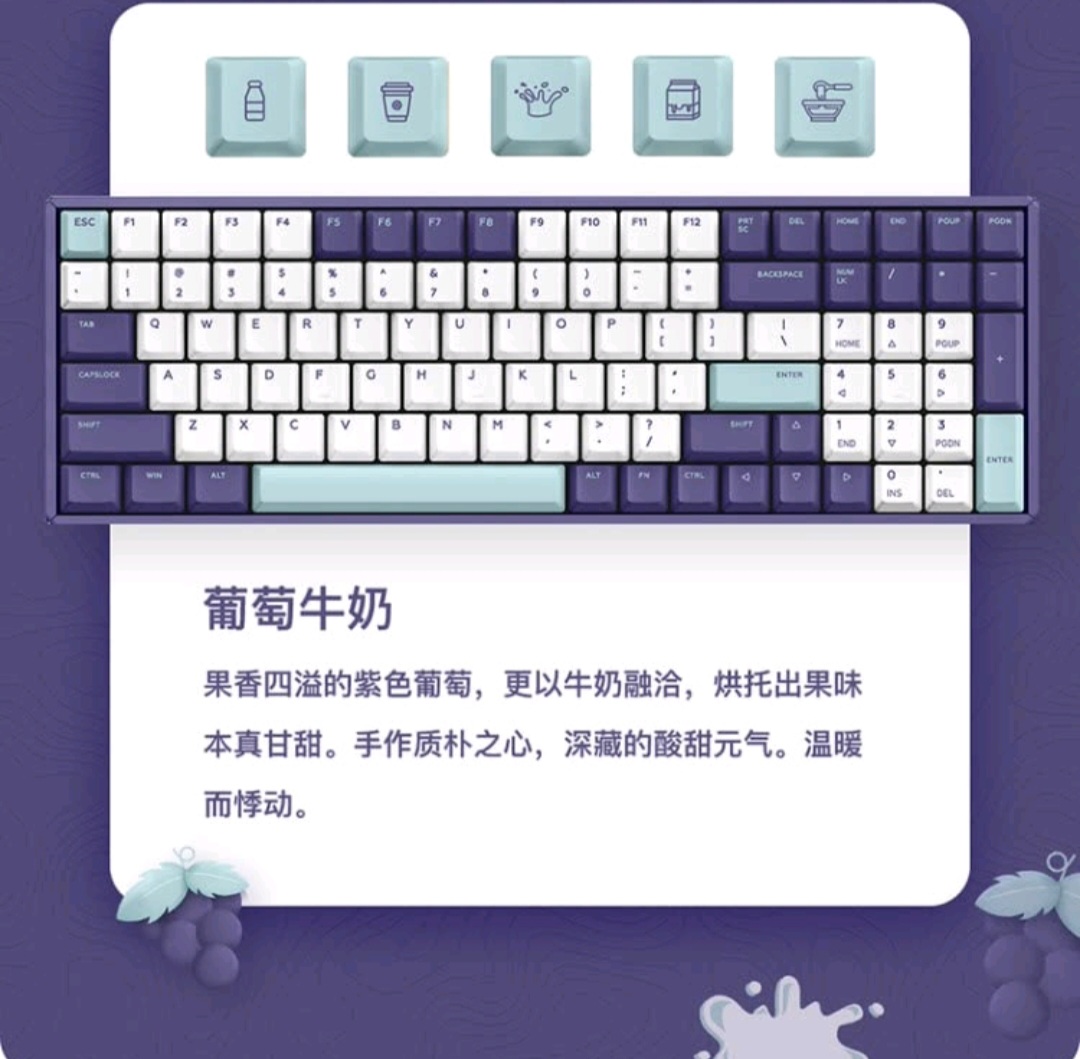 ESC F1 F2 F3 F4 F5 F6 F7 F8 F9 F10 F11 F12 PRT SC DEL HOME END PGUP PGDN
~ ` ! 1 @ 2 # 3 $ 4 % 5 ^ 6 & 7 * 8 ( 9 ) 0 — - + = BACKSPACE NUM LK / * −
TAB Q W E R T Y U I O P { [ } ] | \ 7 HOME 8 △ 9 PGUP +
CAPSLOCK A S D F G H J K L : ; " ' ENTER 4 ◁ 5 6 ▷
SHIFT Z X C V B N M < , > . ? / SHIFT △ 1 END 2 ▽ 3 PGDN ENTER
CTRL WIN ALT ALT FN CTRL ◁ ▽ ▷ 0 INS . DEL
葡萄牛奶
果香四溢的紫色葡萄，更以牛奶融洽，烘托出果味
本真甘甜。手作质朴之心，深藏的酸甜元气。温暖
而悸动。